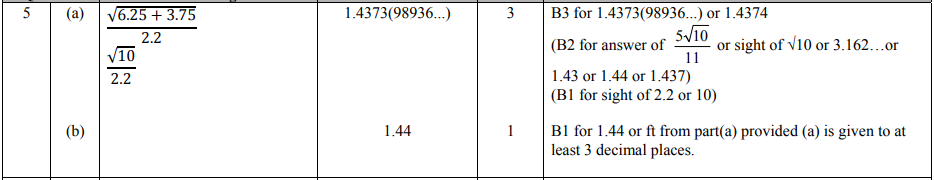 5 (a) √6.25 + 3.75 1.4373(98936...) 3 B3 for 1.4373(98936...) or 1.4374
2.2
(B2 for answer of 5√10/11 or sight of √10 or 3.162…or
√10
2.2
1.43 or 1.44 or 1.437)
(B1 for sight of 2.2 or 10)
(b) 1.44 1 B1 for 1.44 or ft from part(a) provided (a) is given to at
least 3 decimal places.